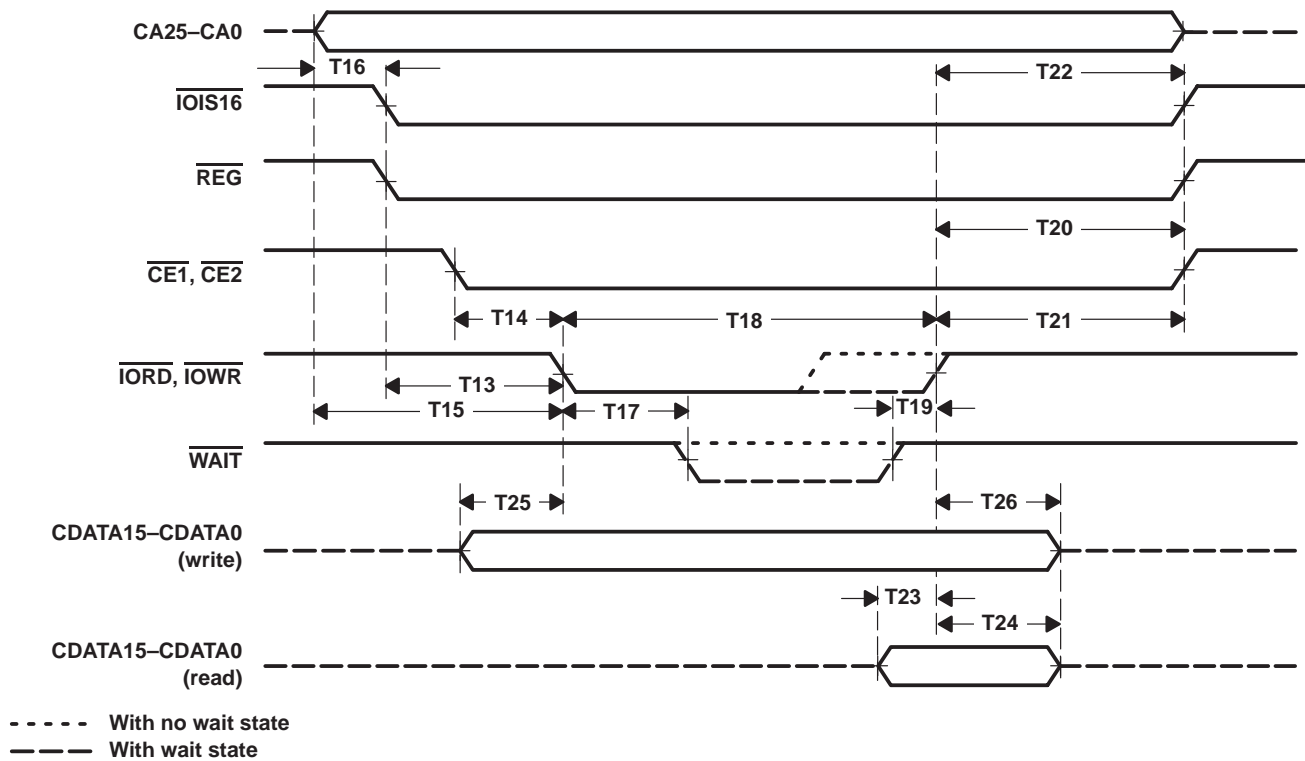 CA25–CA0
T16
T22
IOIS16
REG
T20
CE1, CE2
T14
T18
T21
IORD, IOWR
T13
T19
T15
T17
WAIT
T25
T26
CDATA15–CDATA0
(write)
T23
T24
CDATA15–CDATA0
(read)
With no wait state
With wait state